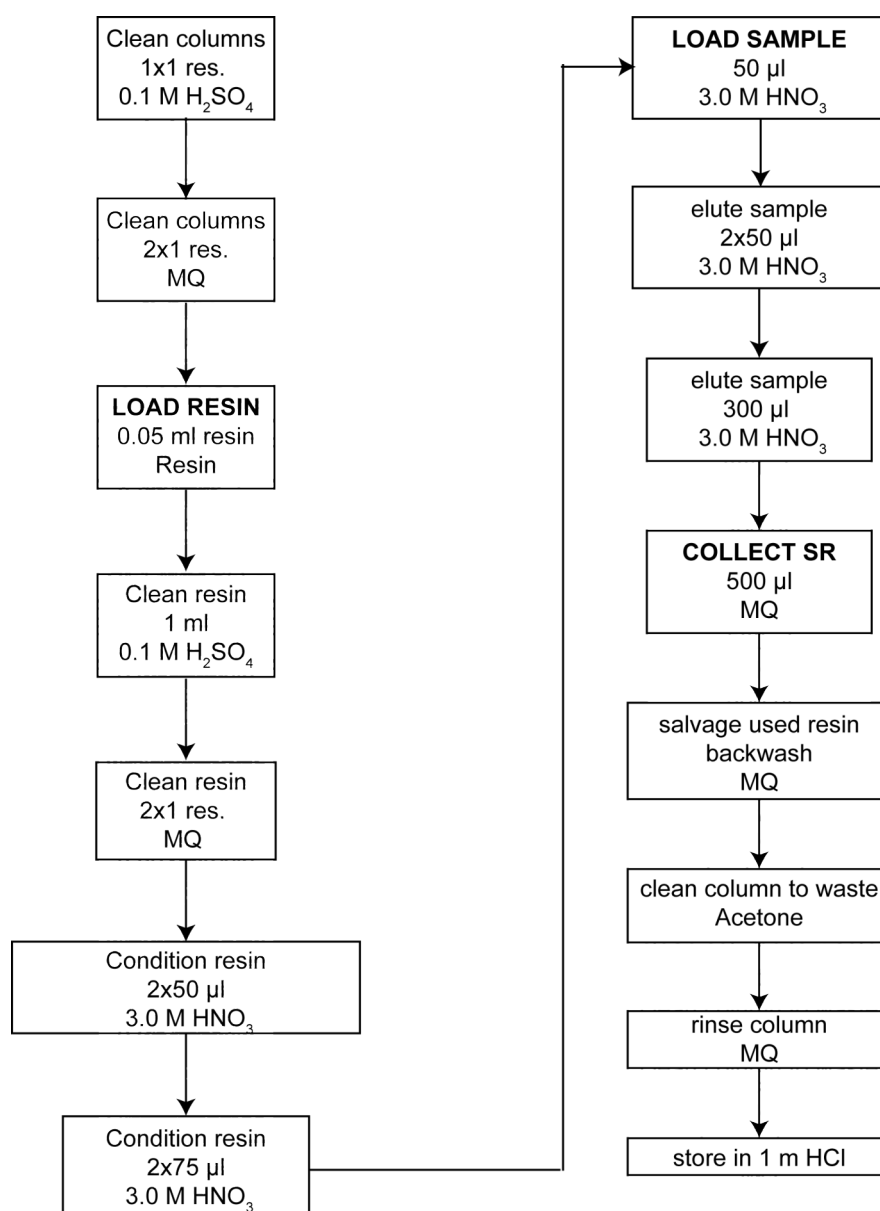 Clean columns
1x1 res.
0.1 M H₂SO₄
Clean columns
2x1 res.
MQ
LOAD RESIN
0.05 ml resin
Resin
Clean resin
1 ml
0.1 M H₂SO₄
Clean resin
2x1 res.
MQ
Condition resin
2x50 µl
3.0 M HNO₃
Condition resin
2x75 µl
3.0 M HNO₃
LOAD SAMPLE
50 µl
3.0 M HNO₃
elute sample
2x50 µl
3.0 M HNO₃
elute sample
300 µl
3.0 M HNO₃
COLLECT SR
500 µl
MQ
salvage used resin
backwash
MQ
clean column to waste
Acetone
rinse column
MQ
store in 1 m HCl